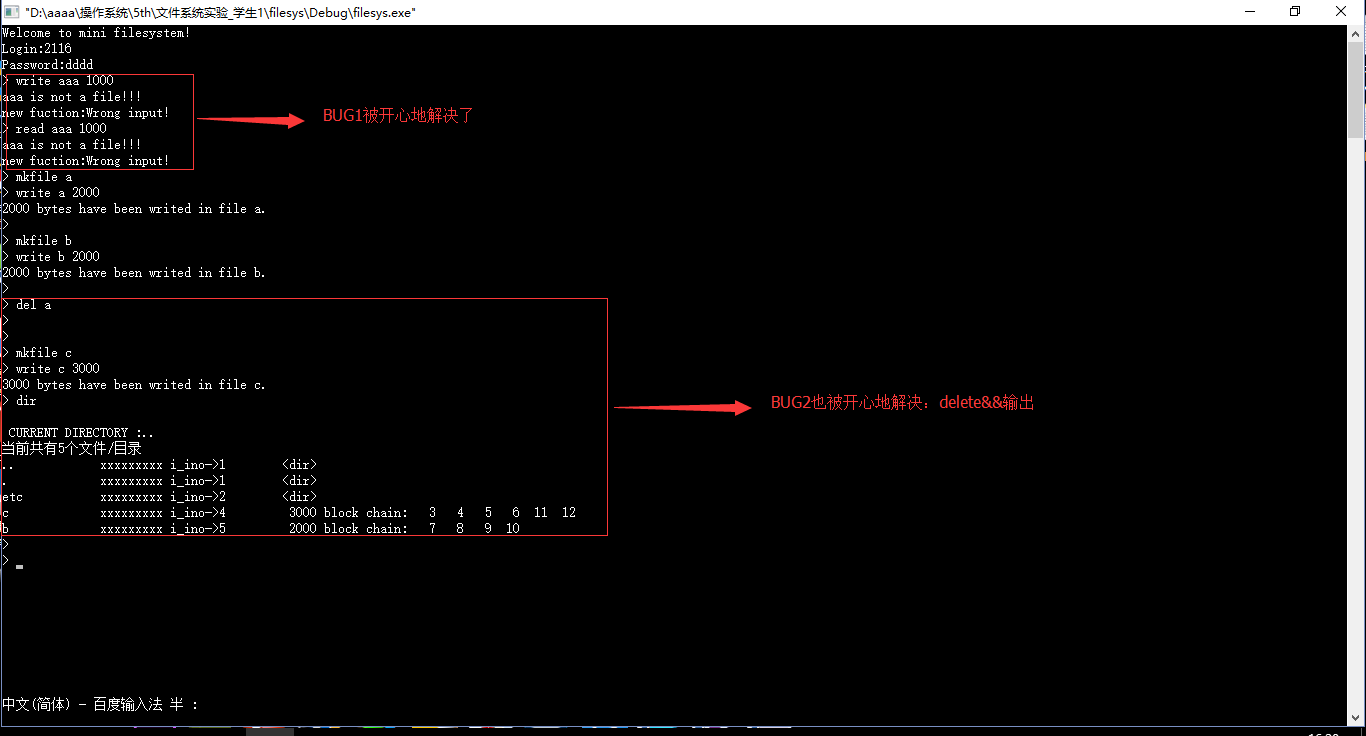 "D:\aaaa\操作系统\5th\文件系统实验_学生1\filesys\Debug\filesys.exe"
Welcome to mini filesystem!
Login:2116
Password:dddd
> write aaa 1000
aaa is not a file!!!
new fuction:Wrong input!
BUG1被开心地解决了
> read aaa 1000
aaa is not a file!!!
new fuction:Wrong input!
> mkfile a
> write a 2000
2000 bytes have been writed in file a.
>
> mkfile b
> write b 2000
2000 bytes have been writed in file b.
>
> del a
>
>
> mkfile c
> write c 3000
3000 bytes have been writed in file c.
> dir
BUG2也被开心地解决：delete&&输出
CURRENT DIRECTORY :..
当前共有5个文件/目录
.. xxxxxxxxx i_ino->1 <dir>
. xxxxxxxxx i_ino->1 <dir>
etc xxxxxxxxx i_ino->2 <dir>
c xxxxxxxxx i_ino->4 3000 block chain: 3 4 5 6 11 12
b xxxxxxxxx i_ino->5 2000 block chain: 7 8 9 10
>
>
中文(简体) - 百度输入法 半 :